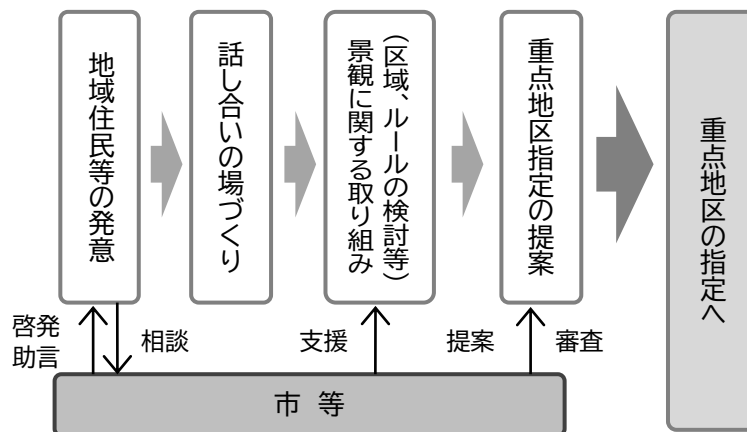 地域住民等の発意
話し合いの場づくり
景観に関する取り組み
（区域、ルールの検討等）
重点地区指定の提案
重点地区の指定へ
啓発
助言
相談
支援
提案
審査
市 等